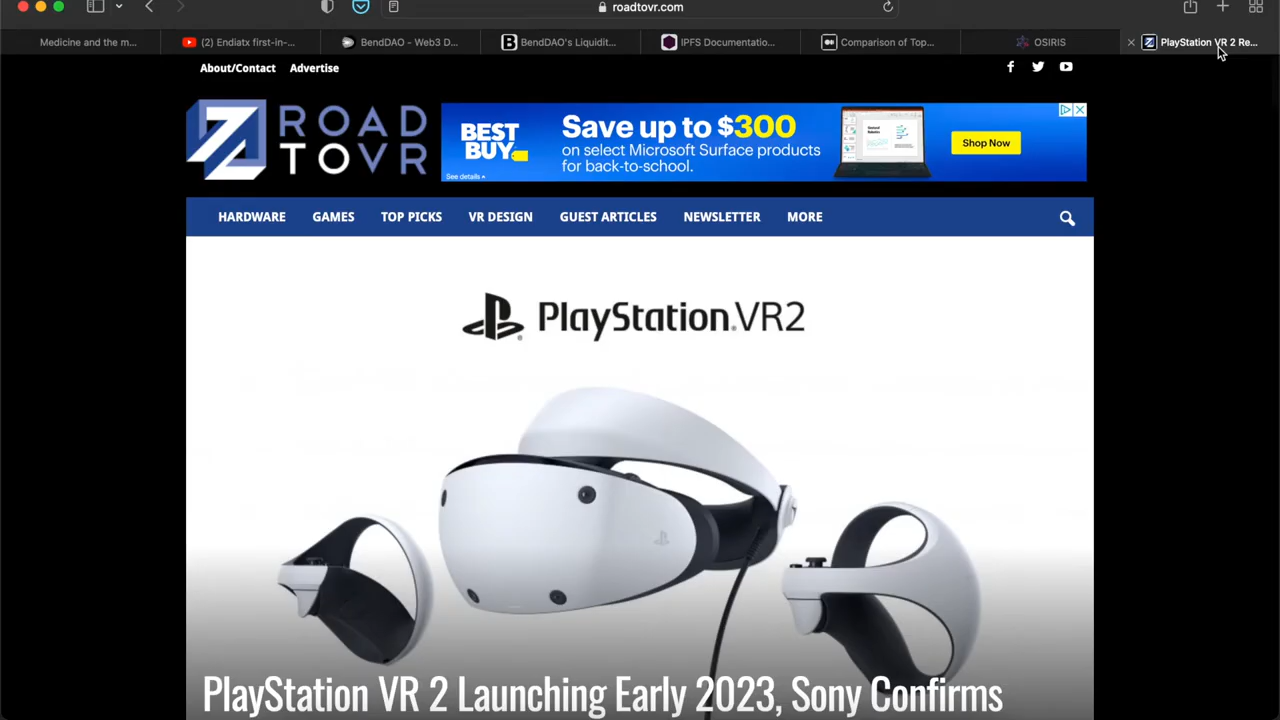 roadtovr.com
Medicine and the m...
(2) Endiatx first-in-...
BendDAO - Web3 D...
BendDAO's Liquidit...
IPFS Documentatio...
Comparison of Top...
OSIRIS
PlayStation VR 2 Re...
About/Contact
Advertise
ROAD
TOVR
BEST
BUY
See details »
Save up to $300
on select Microsoft Surface products
for back-to-school.
Shop Now
HARDWARE
GAMES
TOP PICKS
VR DESIGN
GUEST ARTICLES
NEWSLETTER
MORE
PlayStation®VR2
PlayStation VR 2 Launching Early 2023, Sony Confirms